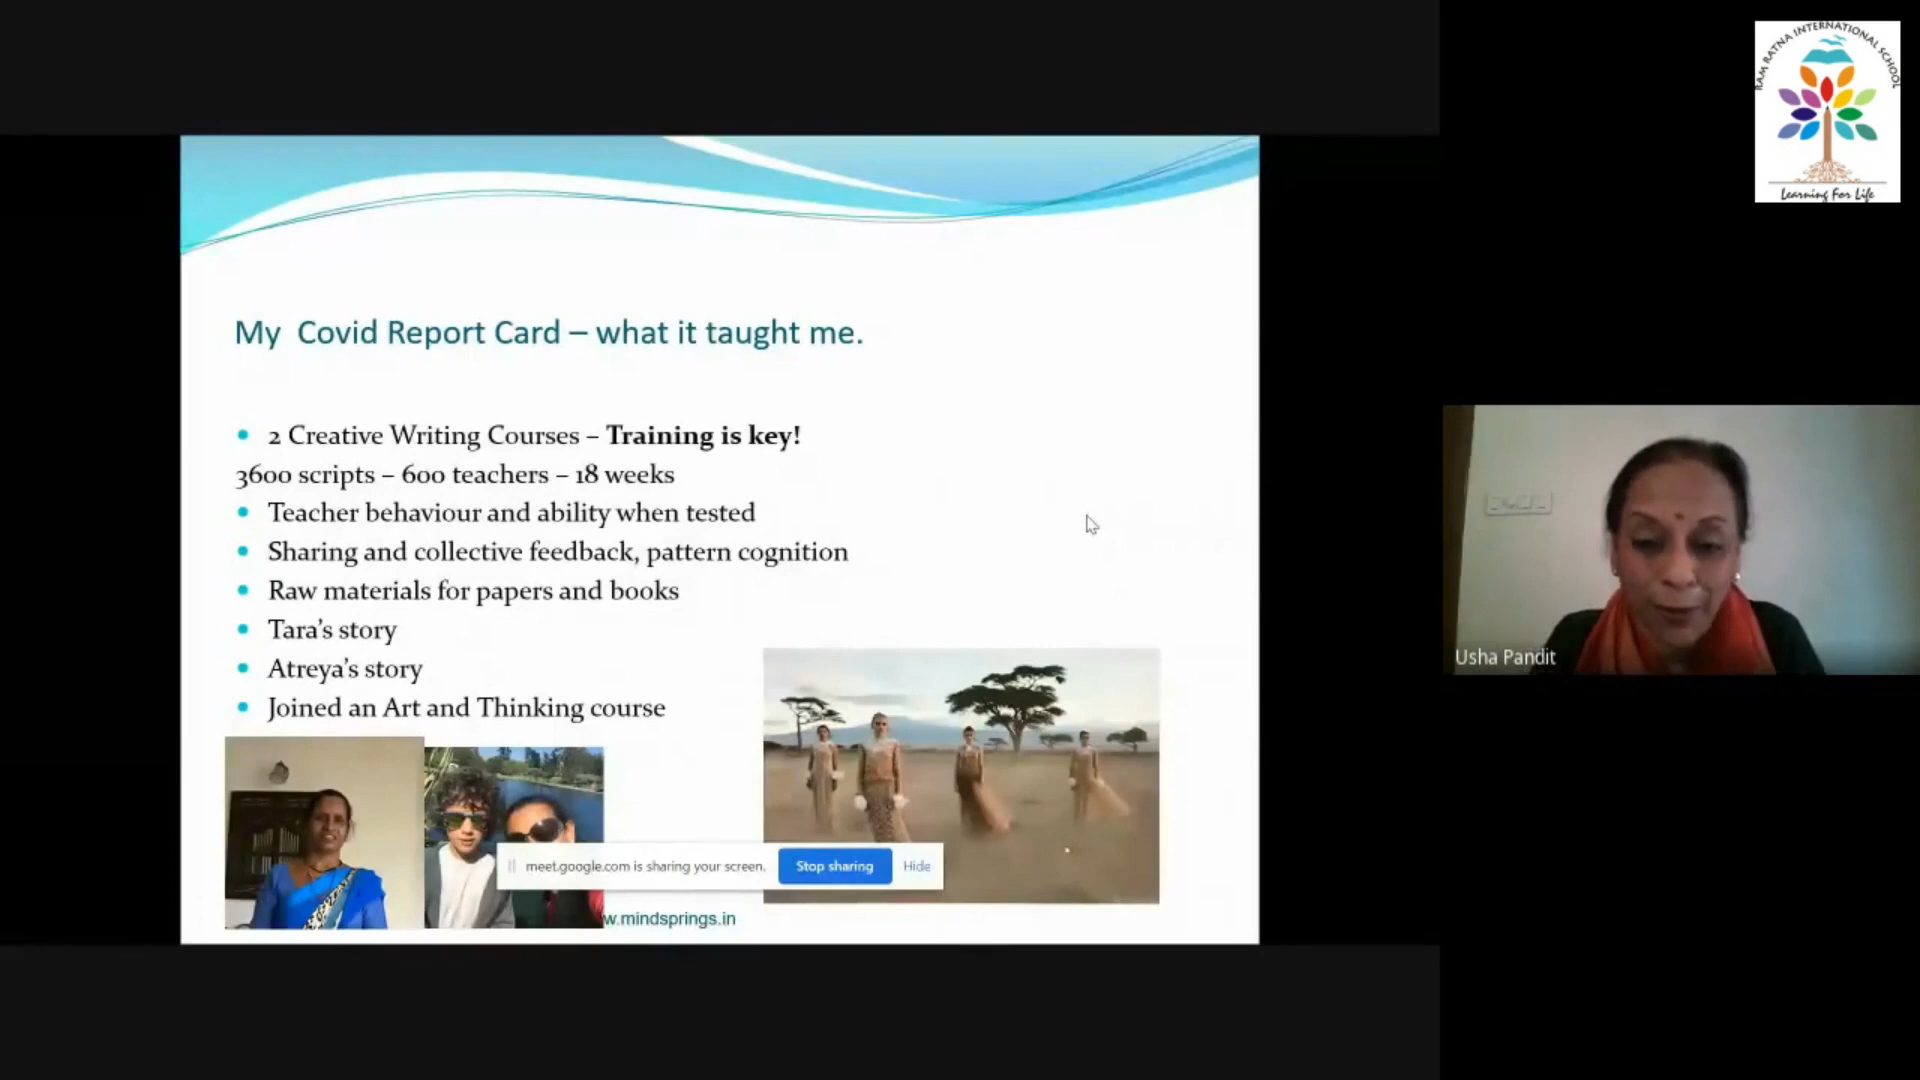 RAM RATNA INTERNATIONAL SCHOOL
Learning For Life
My Covid Report Card – what it taught me.
2 Creative Writing Courses – Training is key!
3600 scripts – 600 teachers – 18 weeks
Teacher behaviour and ability when tested
Sharing and collective feedback, pattern cognition
Raw materials for papers and books
Tara's story
Atreya's story
Joined an Art and Thinking course
Usha Pandit
meet.google.com is sharing your screen. Stop sharing Hide
w.mindsprings.in